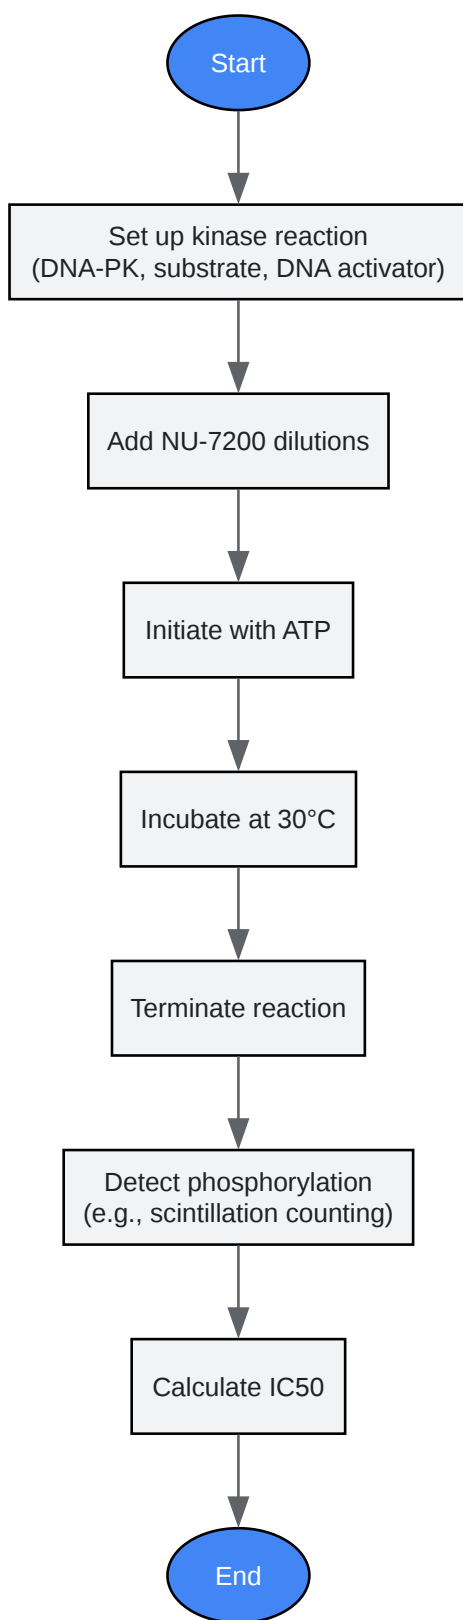 Start
Set up kinase reaction
(DNA-PK, substrate, DNA activator)
Add NU-7200 dilutions
Initiate with ATP
Incubate at 30°C
Terminate reaction
Detect phosphorylation
(e.g., scintillation counting)
Calculate IC50
End